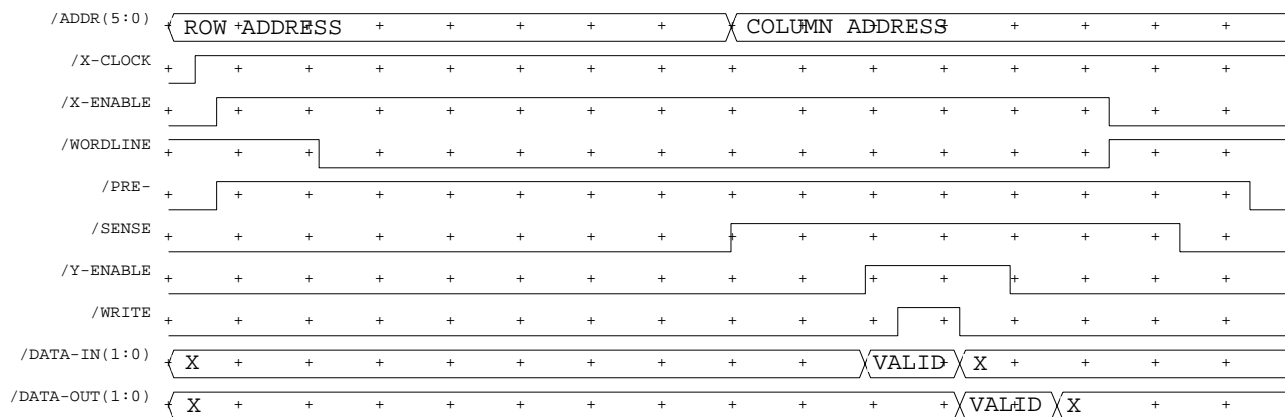 /ADDR(5:0) ROW ADDRESS COLUMN ADDRESS
/X-CLOCK
/X-ENABLE
/WORDLINE
/PRE-
/SENSE
/Y-ENABLE
/WRITE
/DATA-IN(1:0) X VALID X
/DATA-OUT(1:0) X VALID X